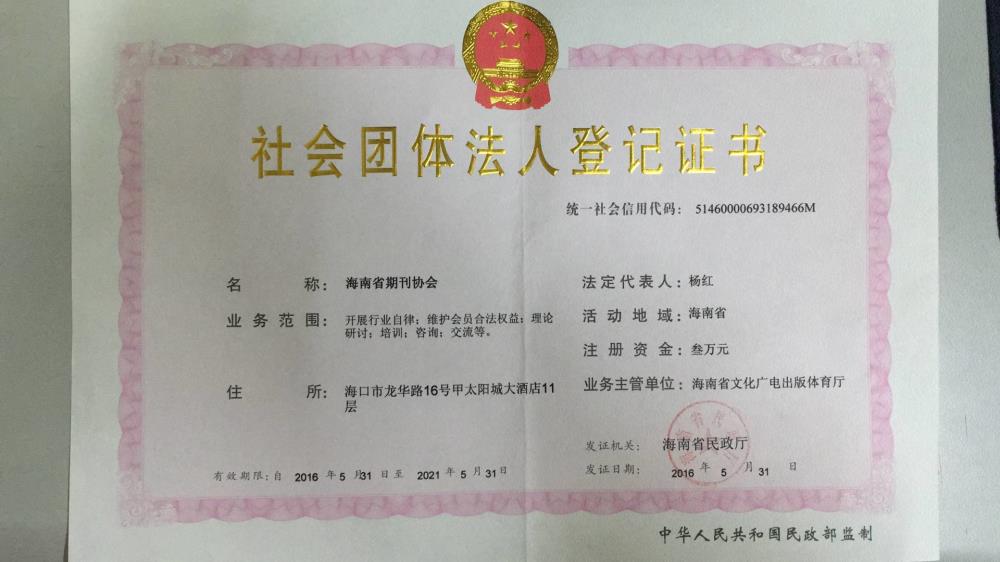 社会团体法人登记证书
统一社会信用代码： 51460000693189466M
名 称： 海南省期刊协会
业务范围： 开展行业自律；维护会员合法权益；理论
研讨；培训；咨询；交流等。
住 所： 海口市龙华路16号甲太阳城大酒店11
层
法定代表人： 杨红
活动地域： 海南省
注册资金： 叁万元
业务主管单位： 海南省文化广电出版体育厅
发证机关： 海南省民政厅
发证日期： 2016 年 5 月 31 日
有效期限：自 2016 年 5 月 31 日 至 2021 年 5 月 31 日
中华人民共和国民政部监制